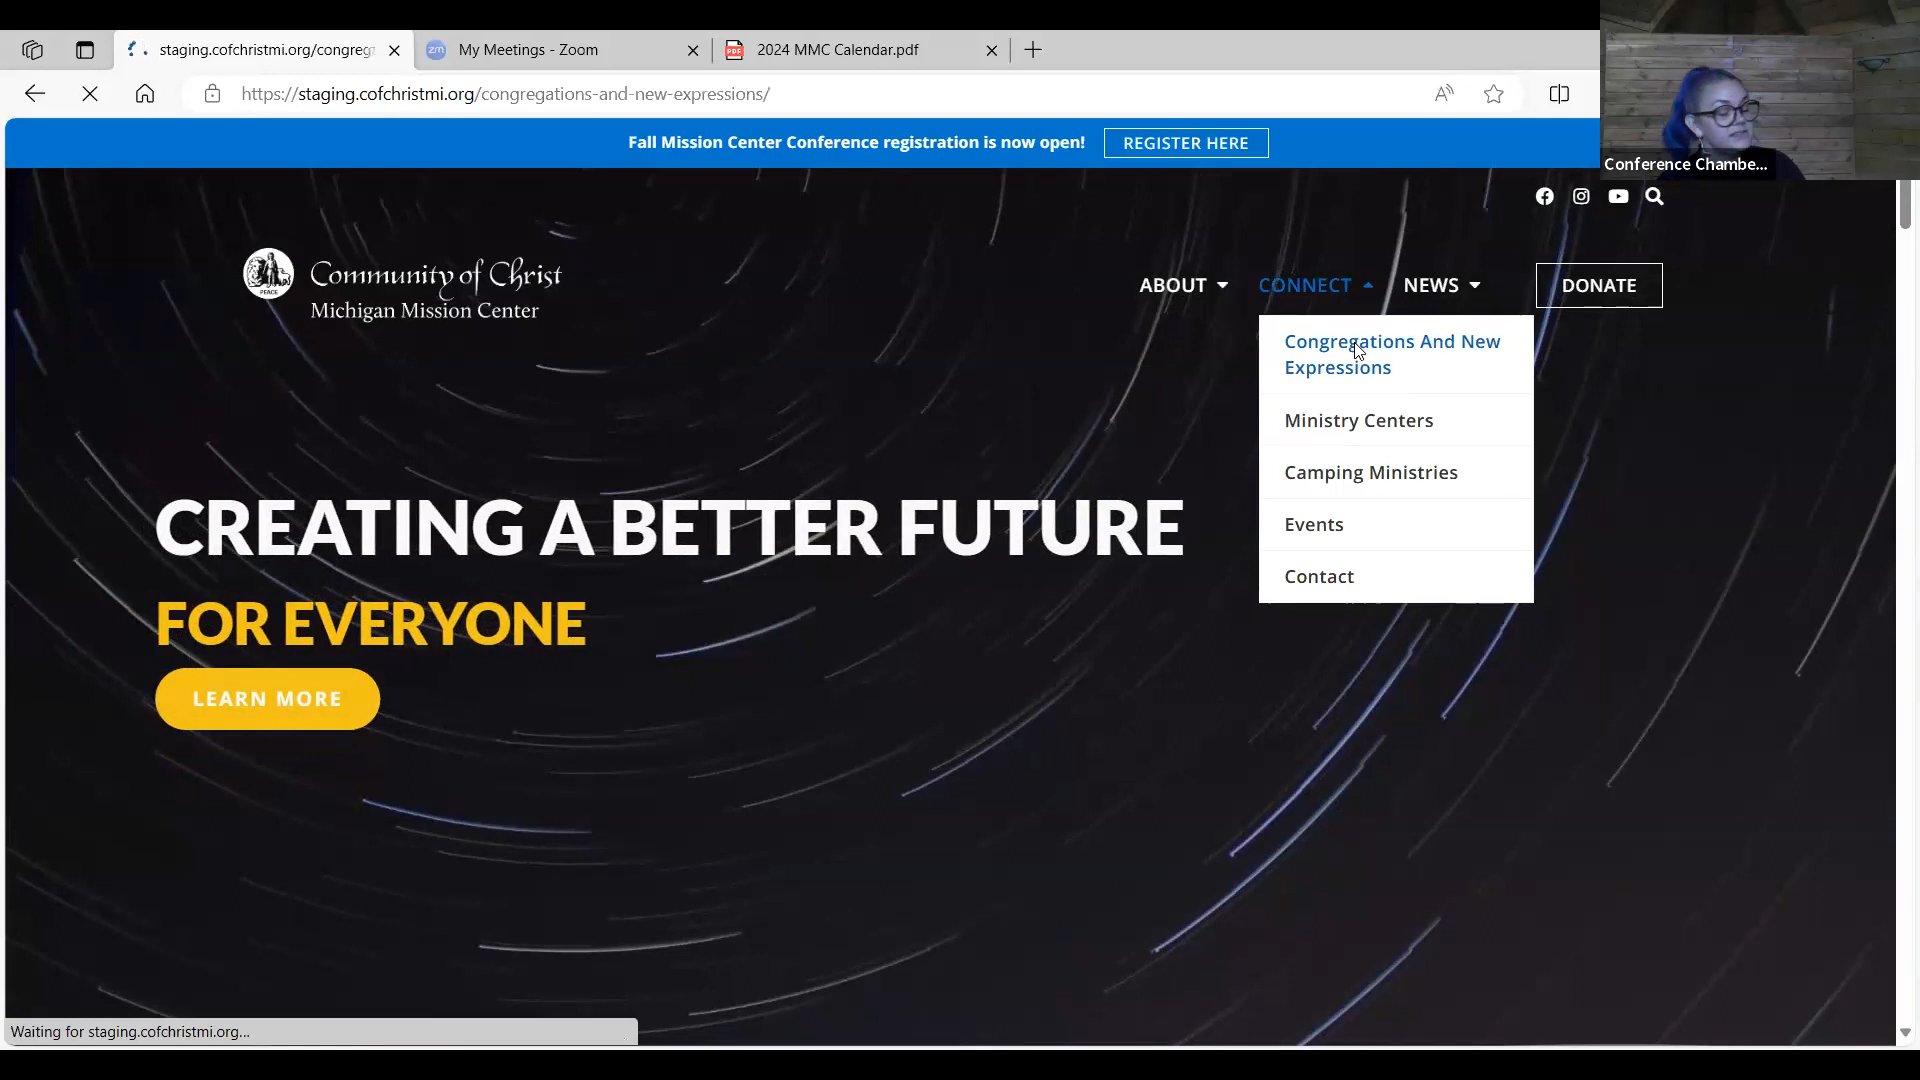 staging.cofchristmi.org/congreg
My Meetings - Zoom
2024 MMC Calendar.pdf
https://staging.cofchristmi.org/congregations-and-new-expressions/
Fall Mission Center Conference registration is now open!
REGISTER HERE
Conference Chambe...
PEACE
Community of Christ
Michigan Mission Center
ABOUT
CONNECT
NEWS
DONATE
Congregations And New
Expressions
Ministry Centers
Camping Ministries
Events
Contact
CREATING A BETTER FUTURE
FOR EVERYONE
LEARN MORE
Waiting for staging.cofchristmi.org...